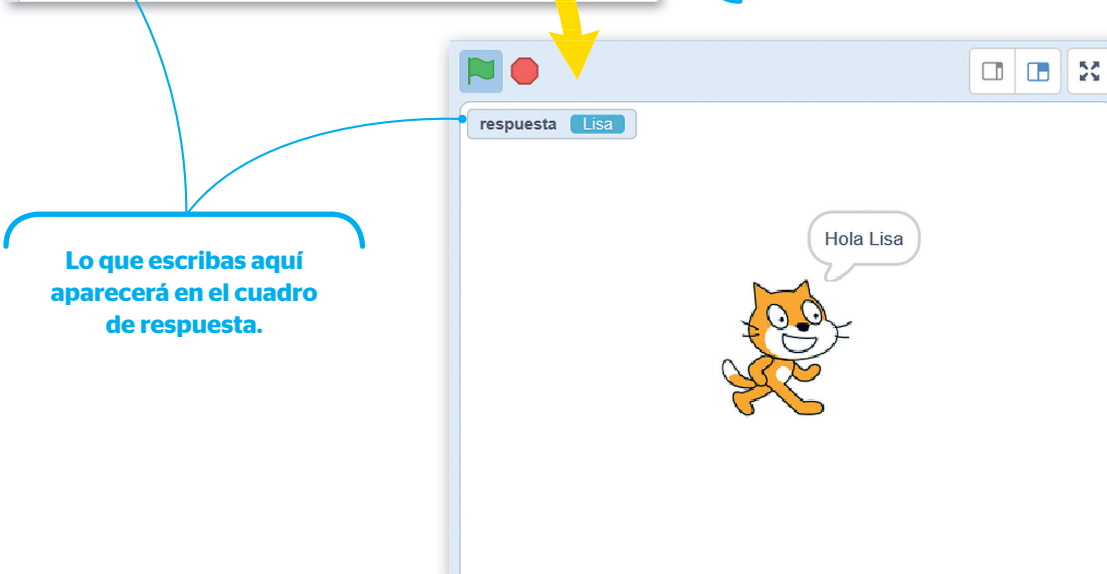 respuesta Lisa
Hola Lisa
Lo que escribas aquí
aparecerá en el cuadro
de respuesta.